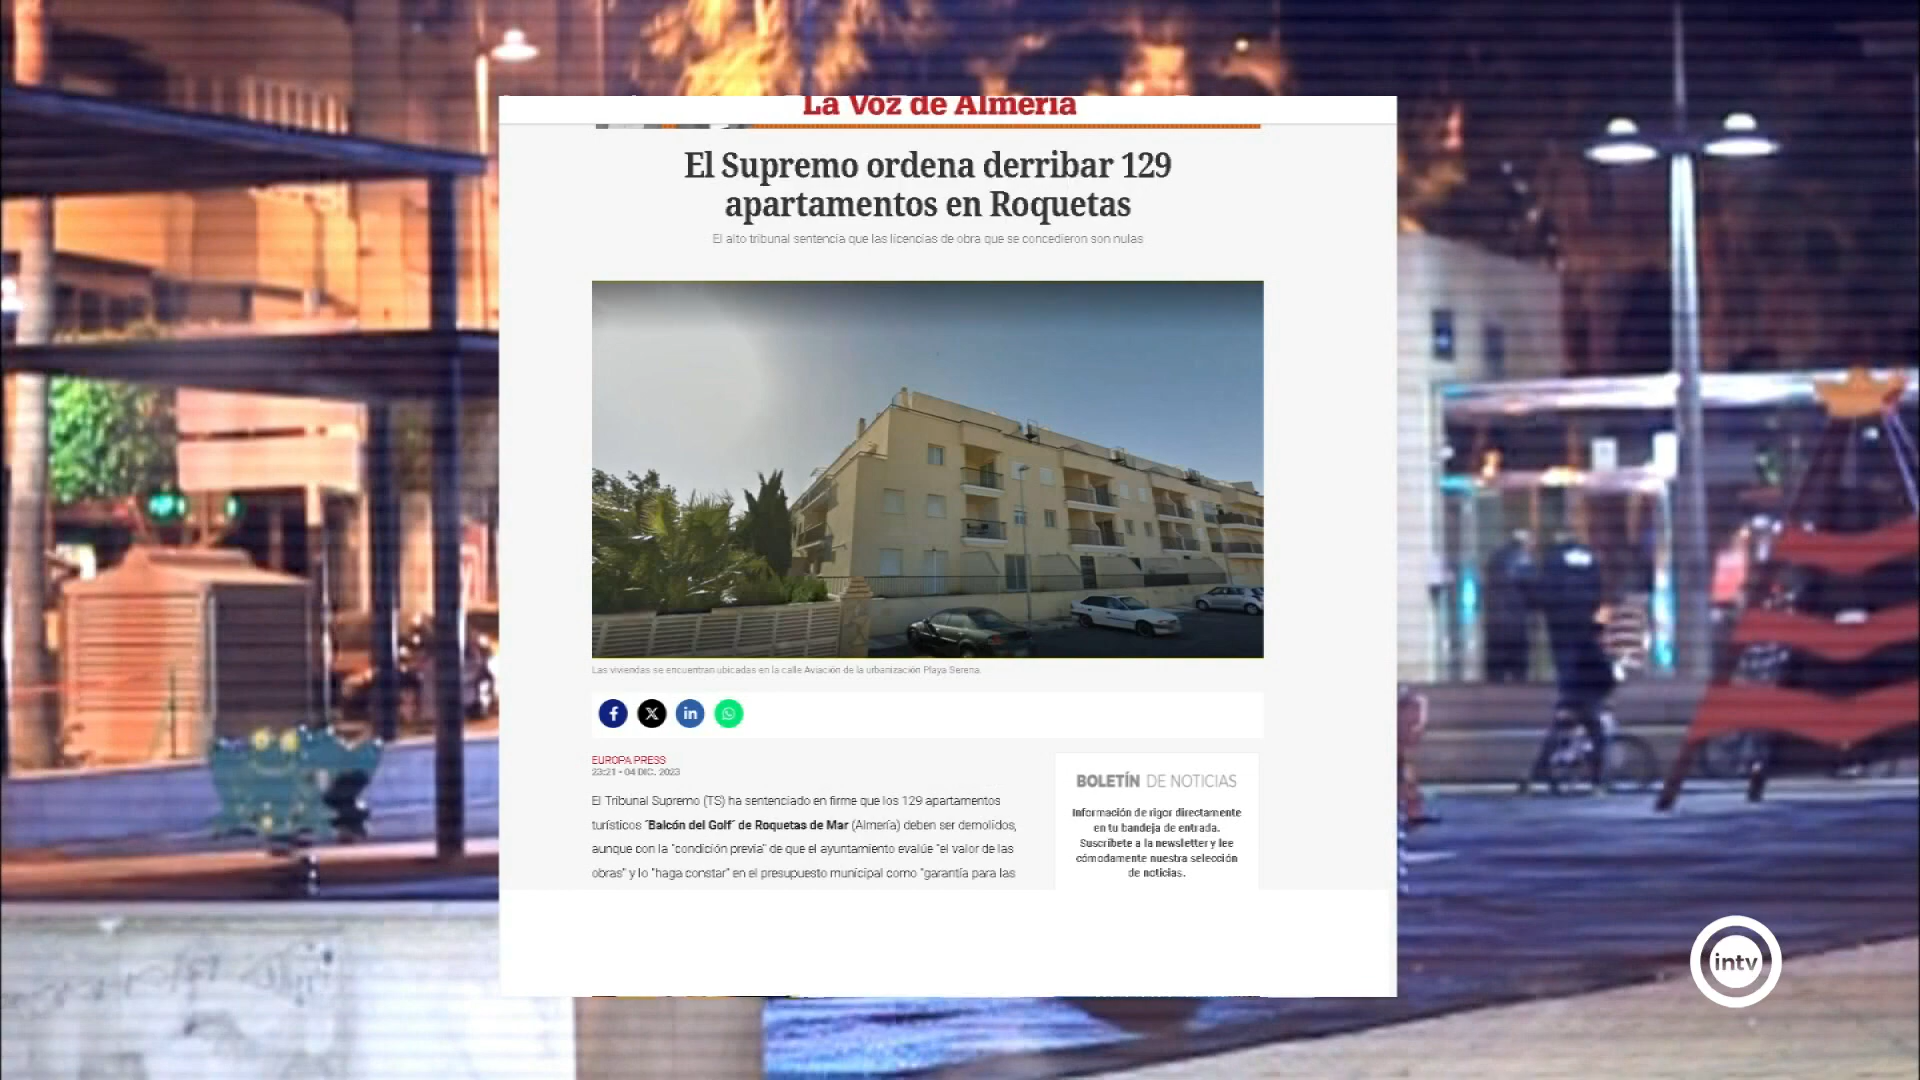 La Voz de Almería
El Supremo ordena derribar 129
apartamentos en Roquetas
El alto tribunal sentencia que las licencias de obra que se concedieron son nulas
Las viviendas se encuentran ubicadas en la calle Aviación de la urbanización Playa Serena.
EUROPA PRESS
23:21 • 04 DIC. 2023
El Tribunal Supremo (TS) ha sentenciado en firme que los 129 apartamentos
turísticos ´Balcón del Golf´ de Roquetas de Mar (Almería) deben ser demolidos,
aunque con la "condición previa" de que el ayuntamiento evalúe "el valor de las
obras" y lo "haga constar" en el presupuesto municipal como "garantía para las
BOLETÍN DE NOTICIAS
Información de rigor directamente
en tu bandeja de entrada.
Suscríbete a la newsletter y lee
cómodamente nuestra selección
de noticias.
intv